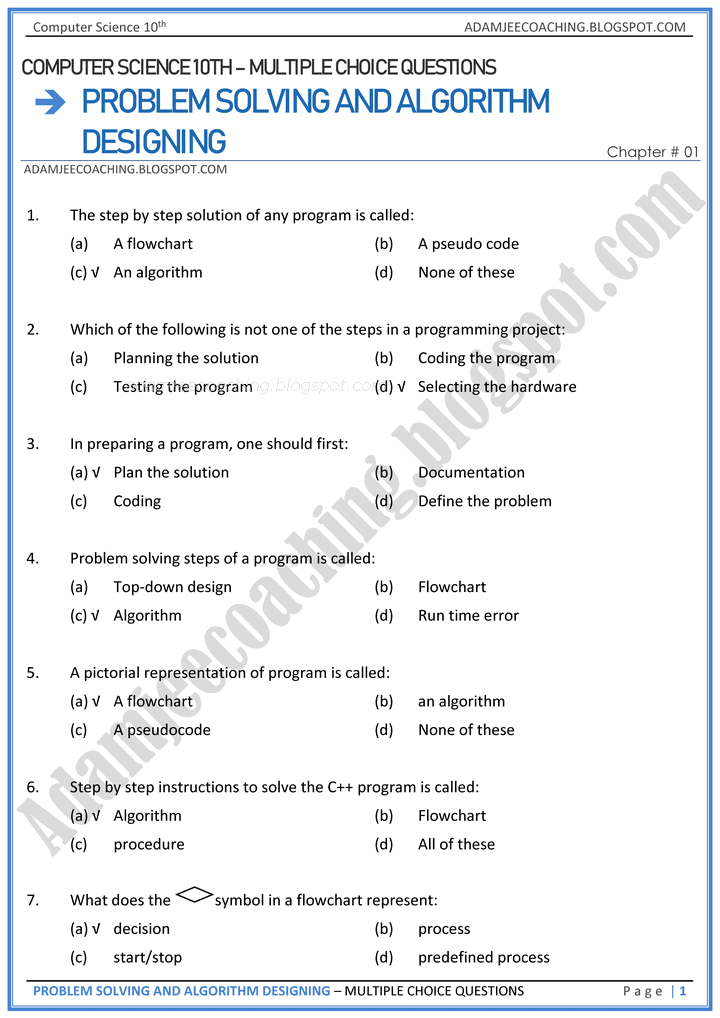 Computer Science 10th
ADAMJEECOACHING.BLOGSPOT.COM
COMPUTER SCIENCE 10TH – MULTIPLE CHOICE QUESTIONS
➔ PROBLEM SOLVING AND ALGORITHM
DESIGNING
Chapter # 01
ADAMJEECOACHING.BLOGSPOT.COM
1. The step by step solution of any program is called:
(a) A flowchart (b) A pseudo code
(c) √ An algorithm (d) None of these
2. Which of the following is not one of the steps in a programming project:
(a) Planning the solution (b) Coding the program
(c) Testing the program (d) √ Selecting the hardware
3. In preparing a program, one should first:
(a) √ Plan the solution (b) Documentation
(c) Coding (d) Define the problem
4. Problem solving steps of a program is called:
(a) Top-down design (b) Flowchart
(c) √ Algorithm (d) Run time error
5. A pictorial representation of program is called:
(a) √ A flowchart (b) an algorithm
(c) A pseudocode (d) None of these
6. Step by step instructions to solve the C++ program is called:
(a) √ Algorithm (b) Flowchart
(c) procedure (d) All of these
7. What does the symbol in a flowchart represent:
(a) √ decision (b) process
(c) start/stop (d) predefined process
PROBLEM SOLVING AND ALGORITHM DESIGNING – MULTIPLE CHOICE QUESTIONS
Page | 1
Adamjeecoaching.blogspot.com